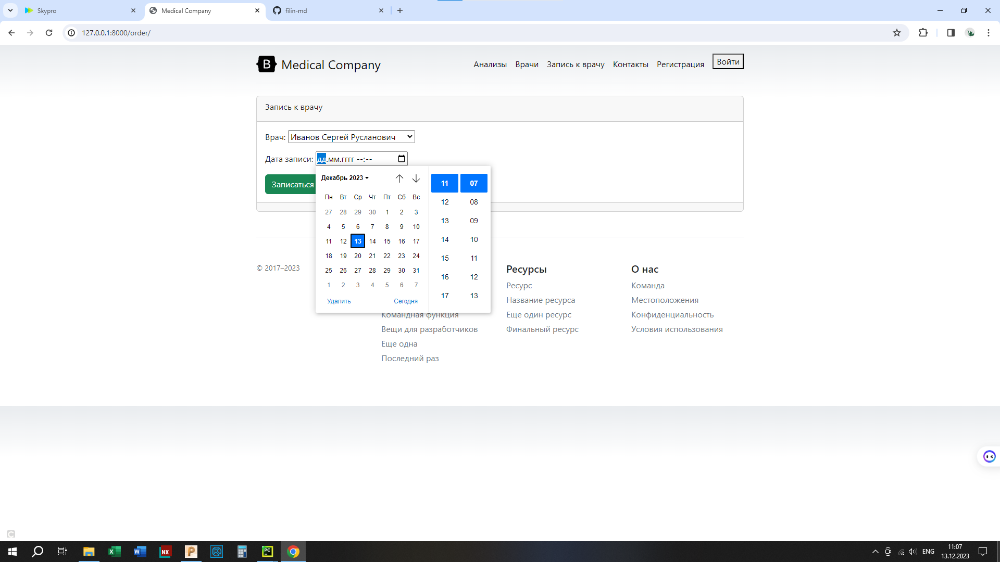 Skypro
Medical Company
filin-md
127.0.0.1:8000/order/
B Medical Company
Анализы Врачи Запись к врачу Контакты Регистрация Войти
Запись к врачу
Врач: Иванов Сергей Русланович
Дата записи: дд.мм.гггг --:--
Записаться
Декабрь 2023
Пн Вт Ср Чт Пт Сб Вс
27 28 29 30 1 2 3
4 5 6 7 8 9 10
11 12 13 14 15 16 17
18 19 20 21 22 23 24
25 26 27 28 29 30 31
1 2 3 4 5 6 7
Удалить Сегодня
11 07
12 08
13 09
14 10
15 11
16 12
17 13
© 2017–2023
Командная функция
Вещи для разработчиков
Еще одна
Последний раз
Ресурсы
Ресурс
Название ресурса
Еще один ресурс
Финальный ресурс
О нас
Команда
Местоположения
Конфиденциальность
Условия использования
C
NX
PC
ENG
11:07
13.12.2023